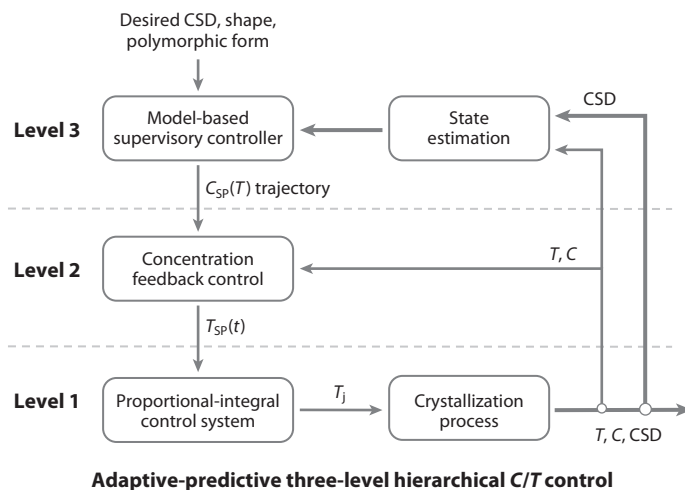 Desired CSD, shape,
polymorphic form
Level 3
Model-based
supervisory controller
State
estimation
CSD
C_SP(T) trajectory
Level 2
Concentration
feedback control
T, C
T_SP(t)
Level 1
Proportional-integral
control system
T_j
Crystallization
process
T, C, CSD
Adaptive-predictive three-level hierarchical C/T control